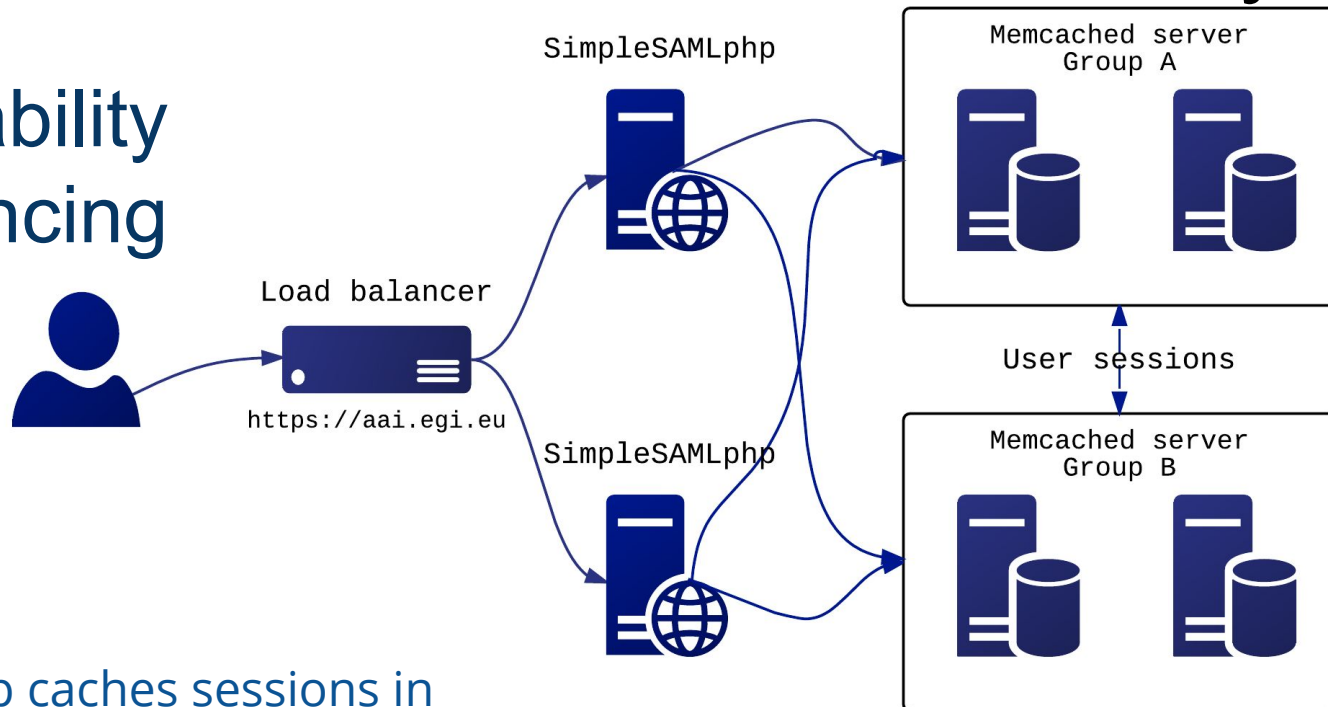 SimpleSAMLphp
Memcached server
Group A
ability
ncing
Load balancer
https://aai.egi.eu
User sessions
SimpleSAMLphp
Memcached server
Group B
caches sessions in